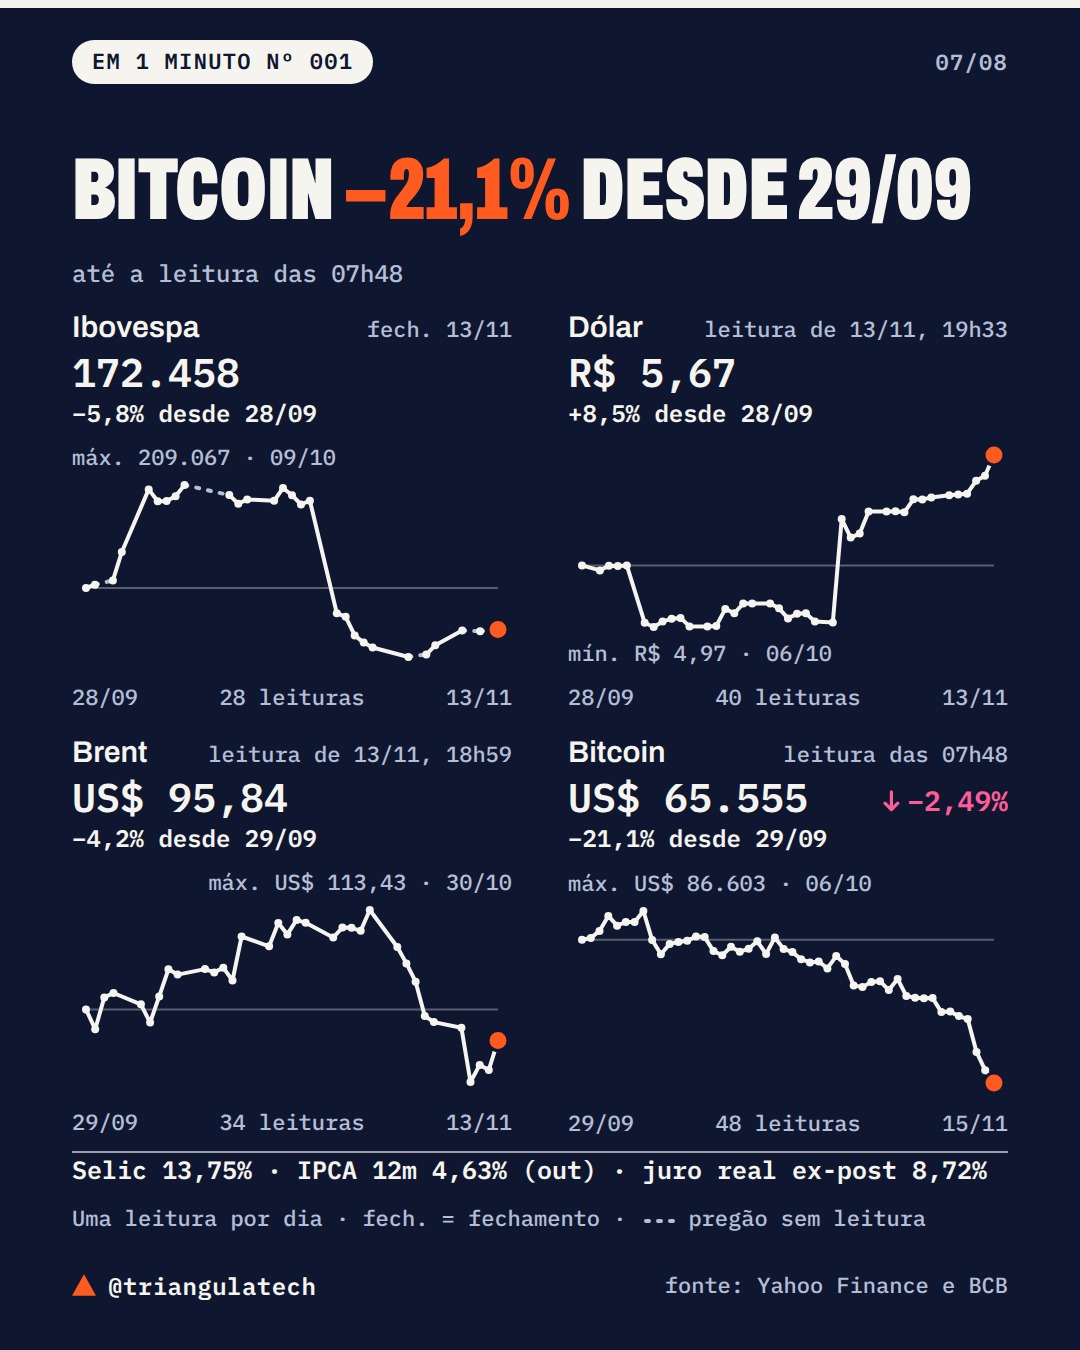 EM 1 MINUTO Nº 001
07/08
BITCOIN −21,1% DESDE 29/09
até a leitura das 07h48
Ibovespa
fech. 13/11
172.458
−5,8% desde 28/09
máx. 209.067 · 09/10
28/09
28 leituras
13/11
Dólar
leitura de 13/11, 19h33
R$ 5,67
+8,5% desde 28/09
mín. R$ 4,97 · 06/10
28/09
40 leituras
13/11
Brent
leitura de 13/11, 18h59
US$ 95,84
−4,2% desde 29/09
máx. US$ 113,43 · 30/10
29/09
34 leituras
13/11
Bitcoin
leitura das 07h48
US$ 65.555
↓ −2,49%
−21,1% desde 29/09
máx. US$ 86.603 · 06/10
29/09
48 leituras
15/11
Selic 13,75% · IPCA 12m 4,63% (out) · juro real ex-post 8,72%
Uma leitura por dia · fech. = fechamento · --- pregão sem leitura
@triangulatech
fonte: Yahoo Finance e BCB